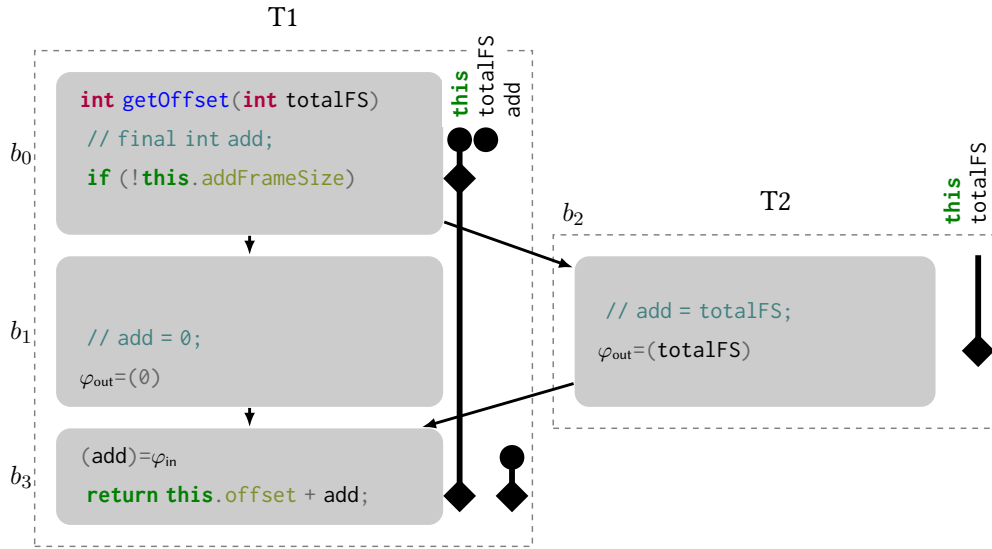 T1
this
totalFS
add
b0
int getOffset(int totalFS)
// final int add;
if (!this.addFrameSize)
b1
// add = 0;
φout=(0)
b3
(add)=φin
return this.offset + add;
T2
this
totalFS
b2
// add = totalFS;
φout=(totalFS)